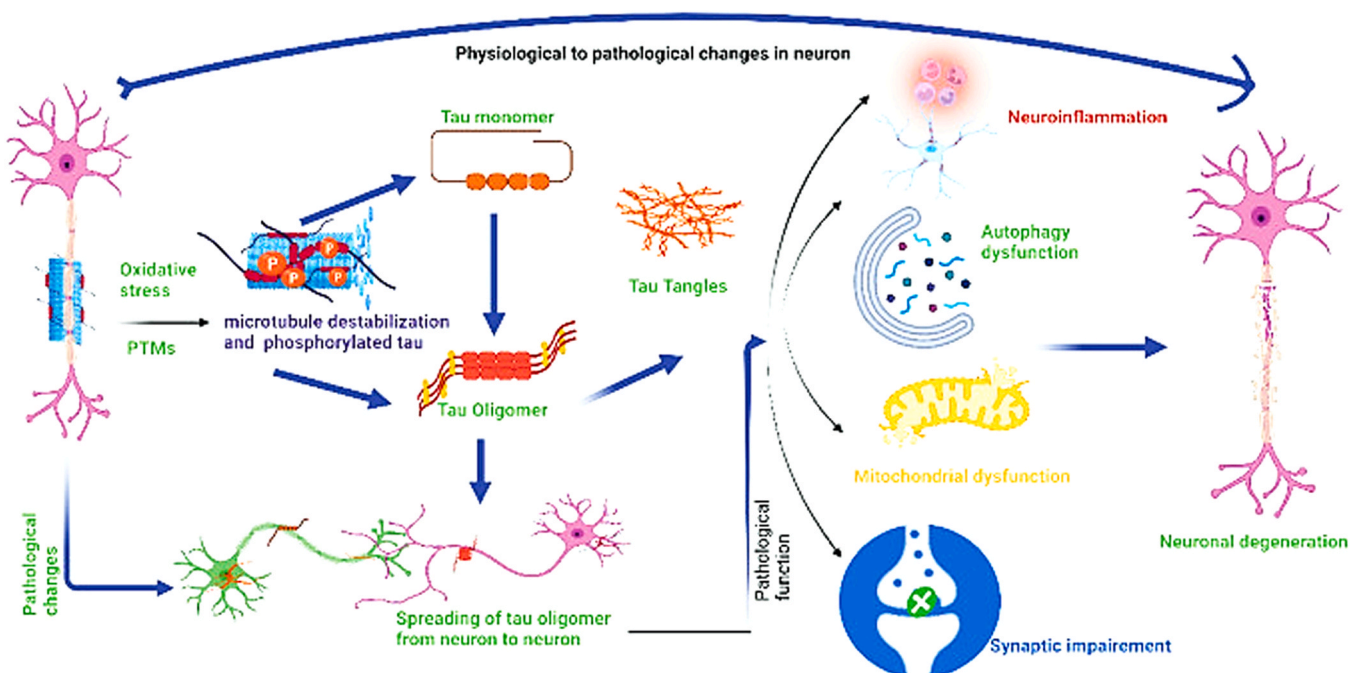 Physiological to pathological changes in neuron
Tau monomer
Neuroinflammation
Oxidative
stress
PTMs
P
P
P
P
microtubule destabilization
and phosphorylated tau
Tau Tangles
Autophagy
dysfunction
Tau Oligomer
Mitochondrial dysfunction
Pathological
changes
Spreading of tau oligomer
from neuron to neuron
Pathological
function
Synaptic impairment
Neuronal degeneration